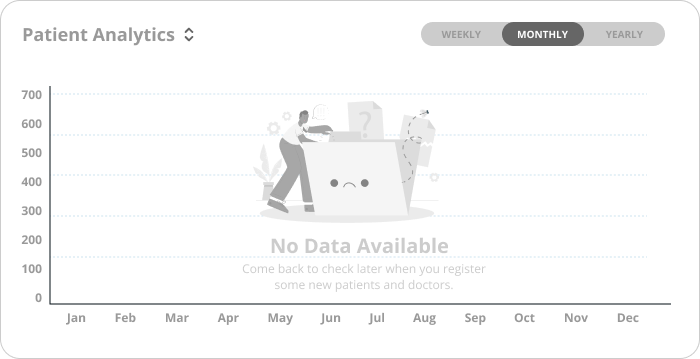 Patient Analytics
WEEKLY MONTHLY YEARLY
700
600
500
400
300
200
100
0
?
No Data Available
Come back to check later when you register
some new patients and doctors.
Jan Feb Mar Apr May Jun Jul Aug Sep Oct Nov Dec